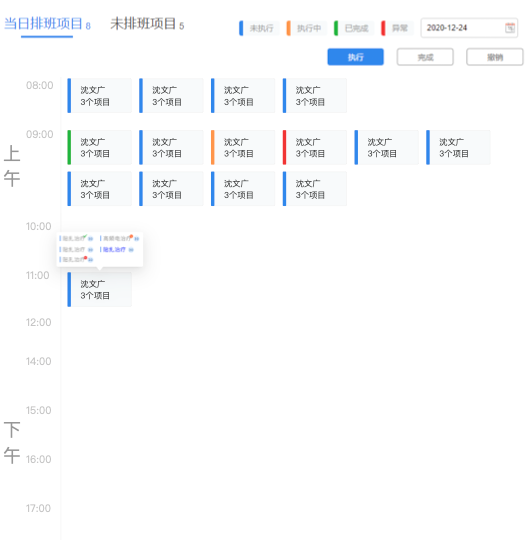 当日排班项目 6 未排班项目 5
未执行 执行中 已完成 异常 2020-12-24
执行 完成 撤销
上午
08:00
沈文广 沈文广 沈文广 沈文广
3个项目 3个项目 3个项目 3个项目
09:00
沈文广 沈文广 沈文广 沈文广 沈文广 沈文广
3个项目 3个项目 3个项目 3个项目 3个项目 3个项目
沈文广 沈文广 沈文广 沈文广
3个项目 3个项目 3个项目 3个项目
10:00
11:00
沈文广
3个项目
12:00
下午
14:00
15:00
16:00
17:00